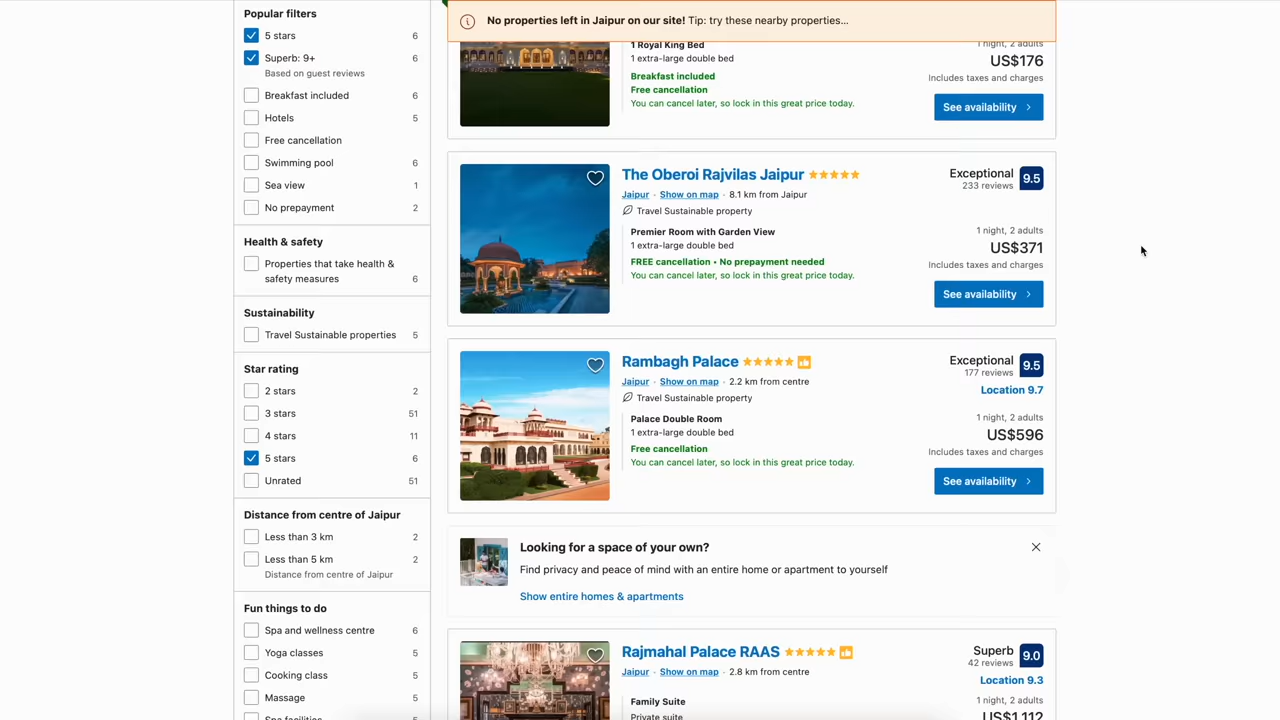 Popular filters
5 stars 6
Superb: 9+ 6
Based on guest reviews
Breakfast included 6
Hotels 5
Free cancellation
Swimming pool 6
Sea view 1
No prepayment 2
Health & safety
Properties that take health &
safety measures 6
Sustainability
Travel Sustainable properties 5
Star rating
2 stars 2
3 stars 51
4 stars 11
5 stars 6
Unrated 51
Distance from centre of Jaipur
Less than 3 km 2
Less than 5 km 2
Distance from centre of Jaipur
Fun things to do
Spa and wellness centre 6
Yoga classes 5
Cooking class 5
Massage 5
Spa facilities
No properties left in Jaipur on our site! Tip: try these nearby properties...
1 Royal King Bed
1 extra-large double bed
Breakfast included
Free cancellation
You can cancel later, so lock in this great price today.
1 night, 2 adults
US$176
Includes taxes and charges
See availability
The Oberoi Rajvilas Jaipur
Jaipur · Show on map · 8.1 km from Jaipur
Travel Sustainable property
Premier Room with Garden View
1 extra-large double bed
FREE cancellation • No prepayment needed
You can cancel later, so lock in this great price today.
Exceptional 9.5
233 reviews
1 night, 2 adults
US$371
Includes taxes and charges
See availability
Rambagh Palace
Jaipur · Show on map · 2.2 km from centre
Travel Sustainable property
Palace Double Room
1 extra-large double bed
Free cancellation
You can cancel later, so lock in this great price today.
Exceptional 9.5
177 reviews
Location 9.7
1 night, 2 adults
US$596
Includes taxes and charges
See availability
Looking for a space of your own?
Find privacy and peace of mind with an entire home or apartment to yourself
Show entire homes & apartments
Rajmahal Palace RAAS
Jaipur · Show on map · 2.8 km from centre
Family Suite
Private suite
Superb 9.0
42 reviews
Location 9.3
1 night, 2 adults
US$1,112